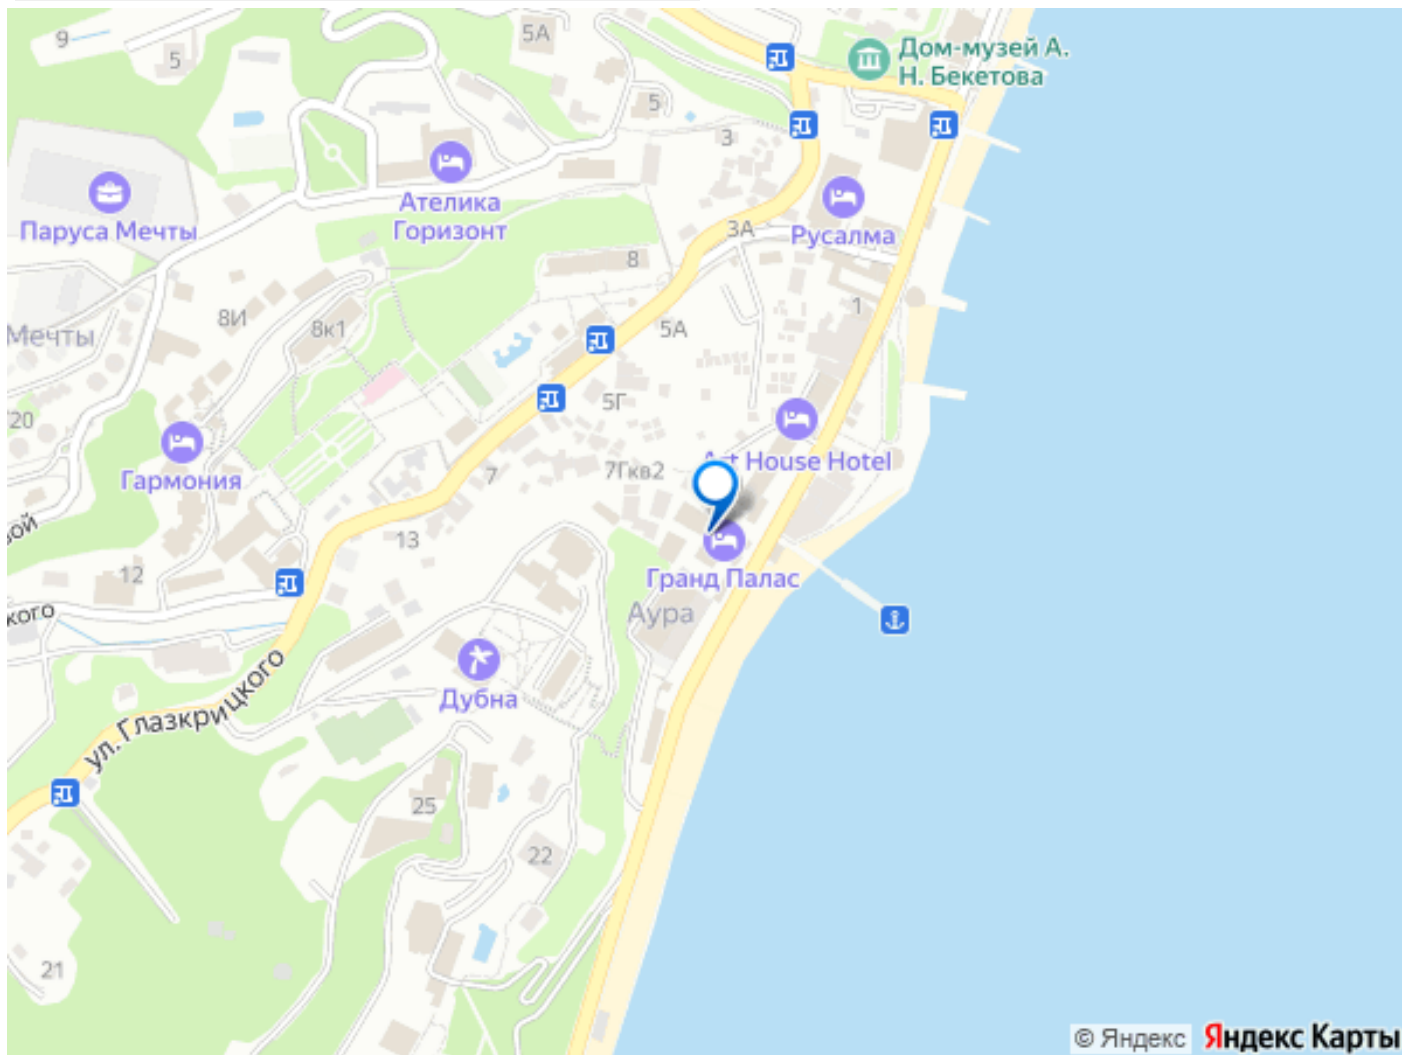 9
5
5А
Дом-музей А.
Н. Бекетова
5
3
Ателика
Горизонт
Паруса Мечты
3А
Русалма
8
8И
8к1
Мечты
5А
1
20
5Г
Гармония
7
7Гкв2
Art House Hotel
вой
13
12
Гранд Палас
кого
Аура
Дубна
ул. Глазкрицкого
25
22
21
© Яндекс Яндекс Карты